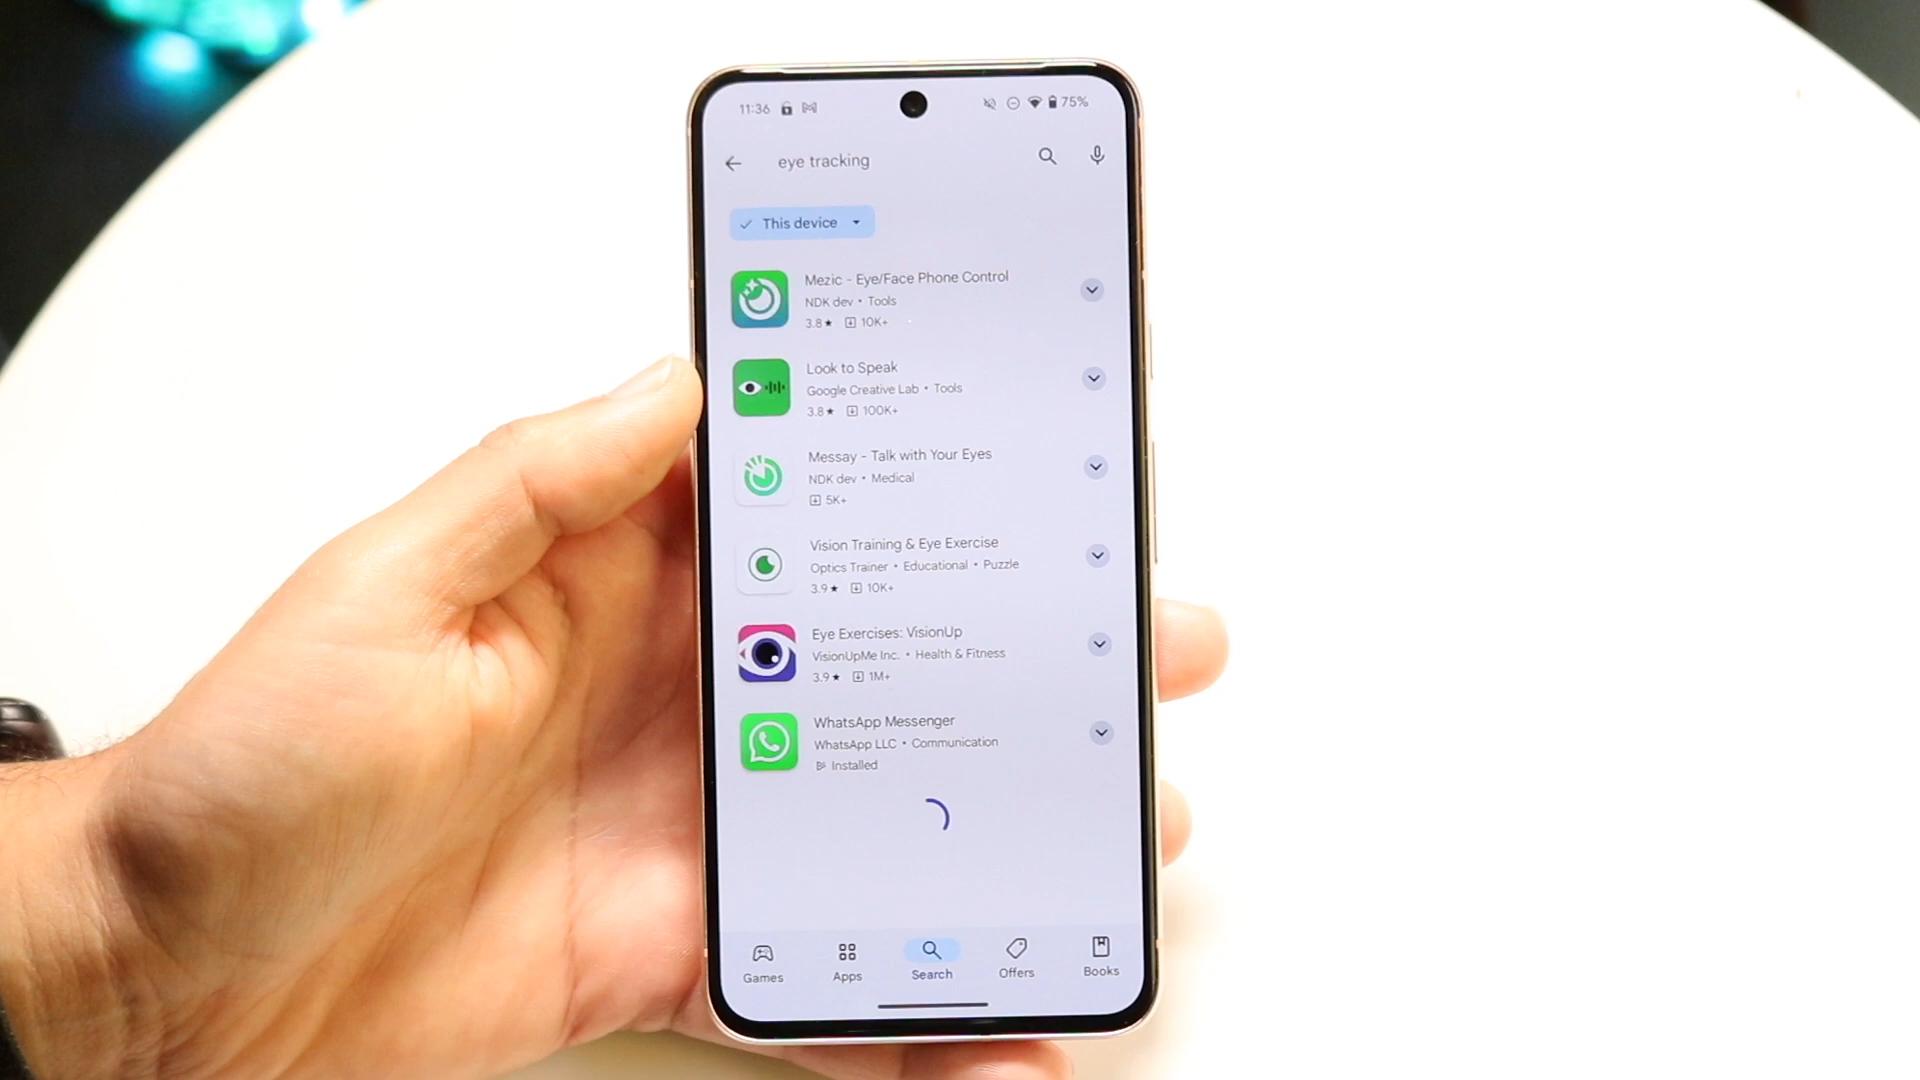 11:36 75%
eye tracking
This device
Mezic - Eye/Face Phone Control
NDK dev • Tools
3.8★ 10K+
Look to Speak
Google Creative Lab • Tools
3.8★ 100K+
Messay - Talk with Your Eyes
NDK dev • Medical
5K+
Vision Training & Eye Exercise
Optics Trainer • Educational • Puzzle
3.9★ 10K+
Eye Exercises: VisionUp
VisionUpMe Inc. • Health & Fitness
3.9★ 1M+
WhatsApp Messenger
WhatsApp LLC • Communication
Installed
Games Apps Search Offers Books